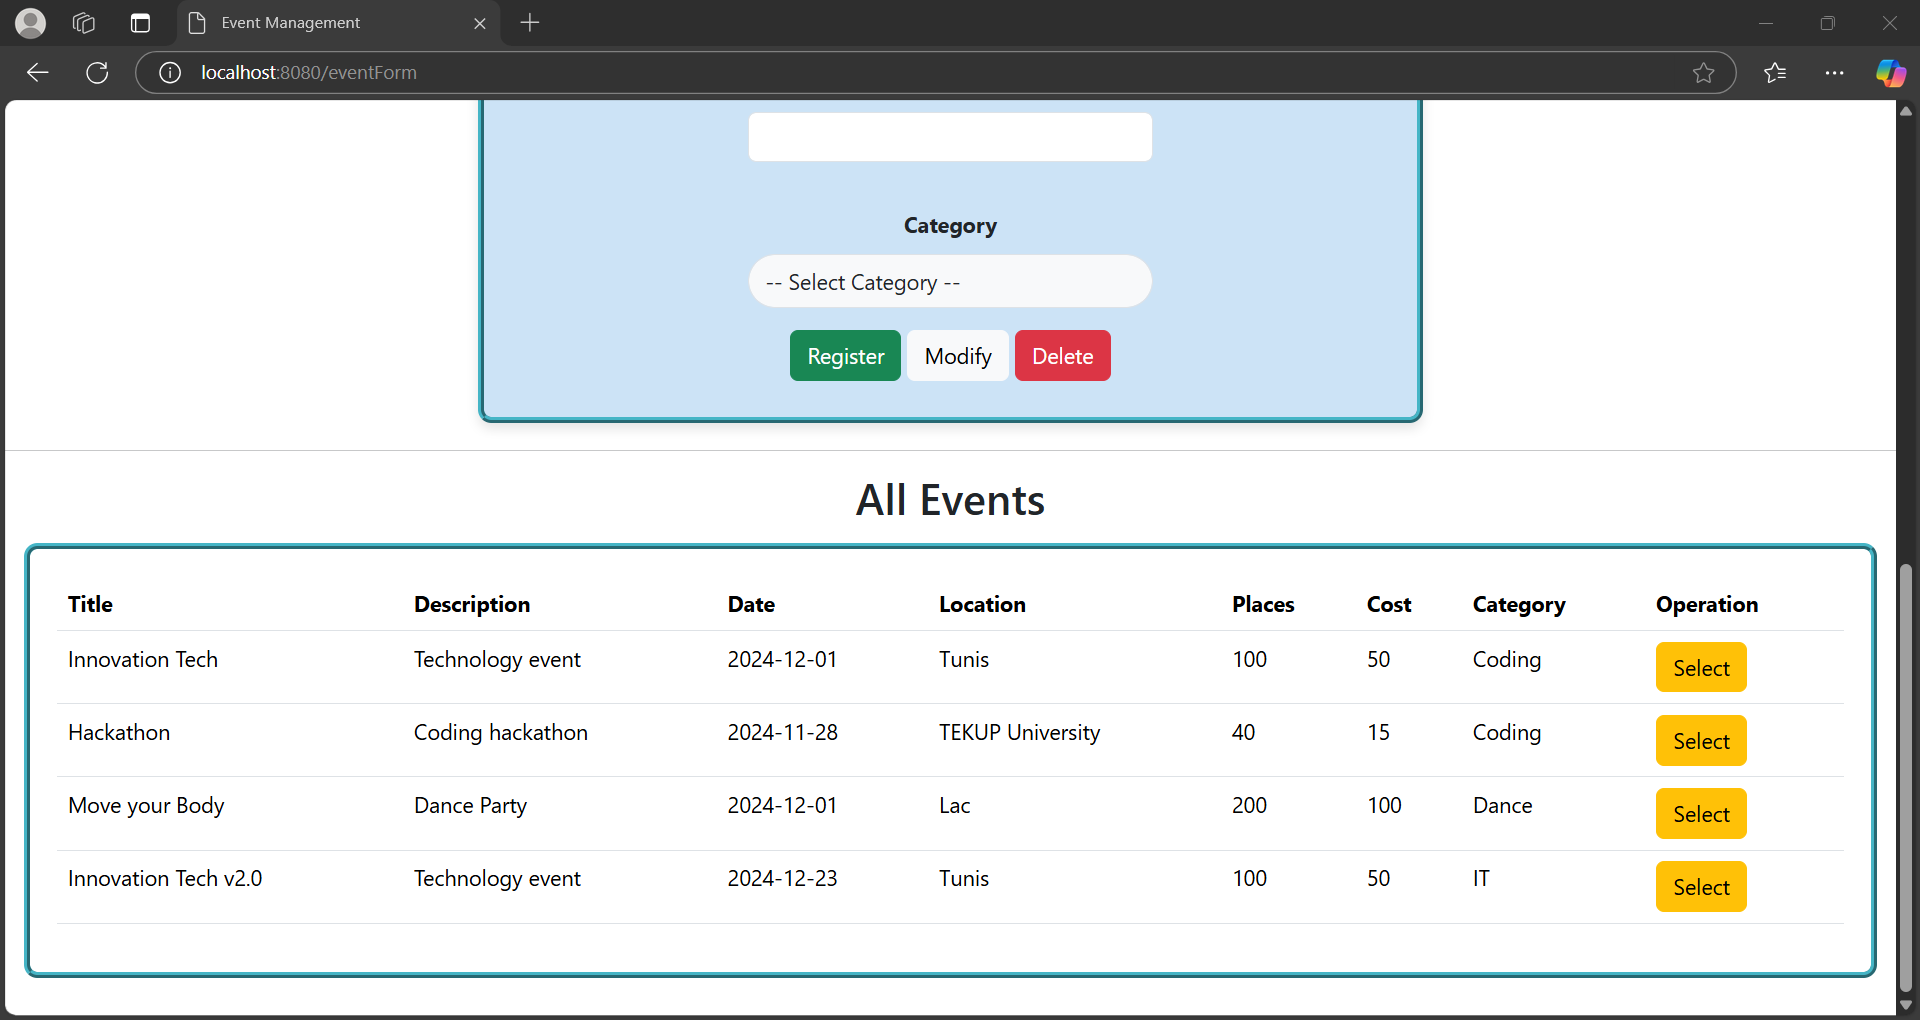 Event Management
localhost:8080/eventForm
Category
-- Select Category --
Register Modify Delete
All Events
Title Description Date Location Places Cost Category Operation
Innovation Tech Technology event 2024-12-01 Tunis 100 50 Coding Select
Hackathon Coding hackathon 2024-11-28 TEKUP University 40 15 Coding Select
Move your Body Dance Party 2024-12-01 Lac 200 100 Dance Select
Innovation Tech v2.0 Technology event 2024-12-23 Tunis 100 50 IT Select